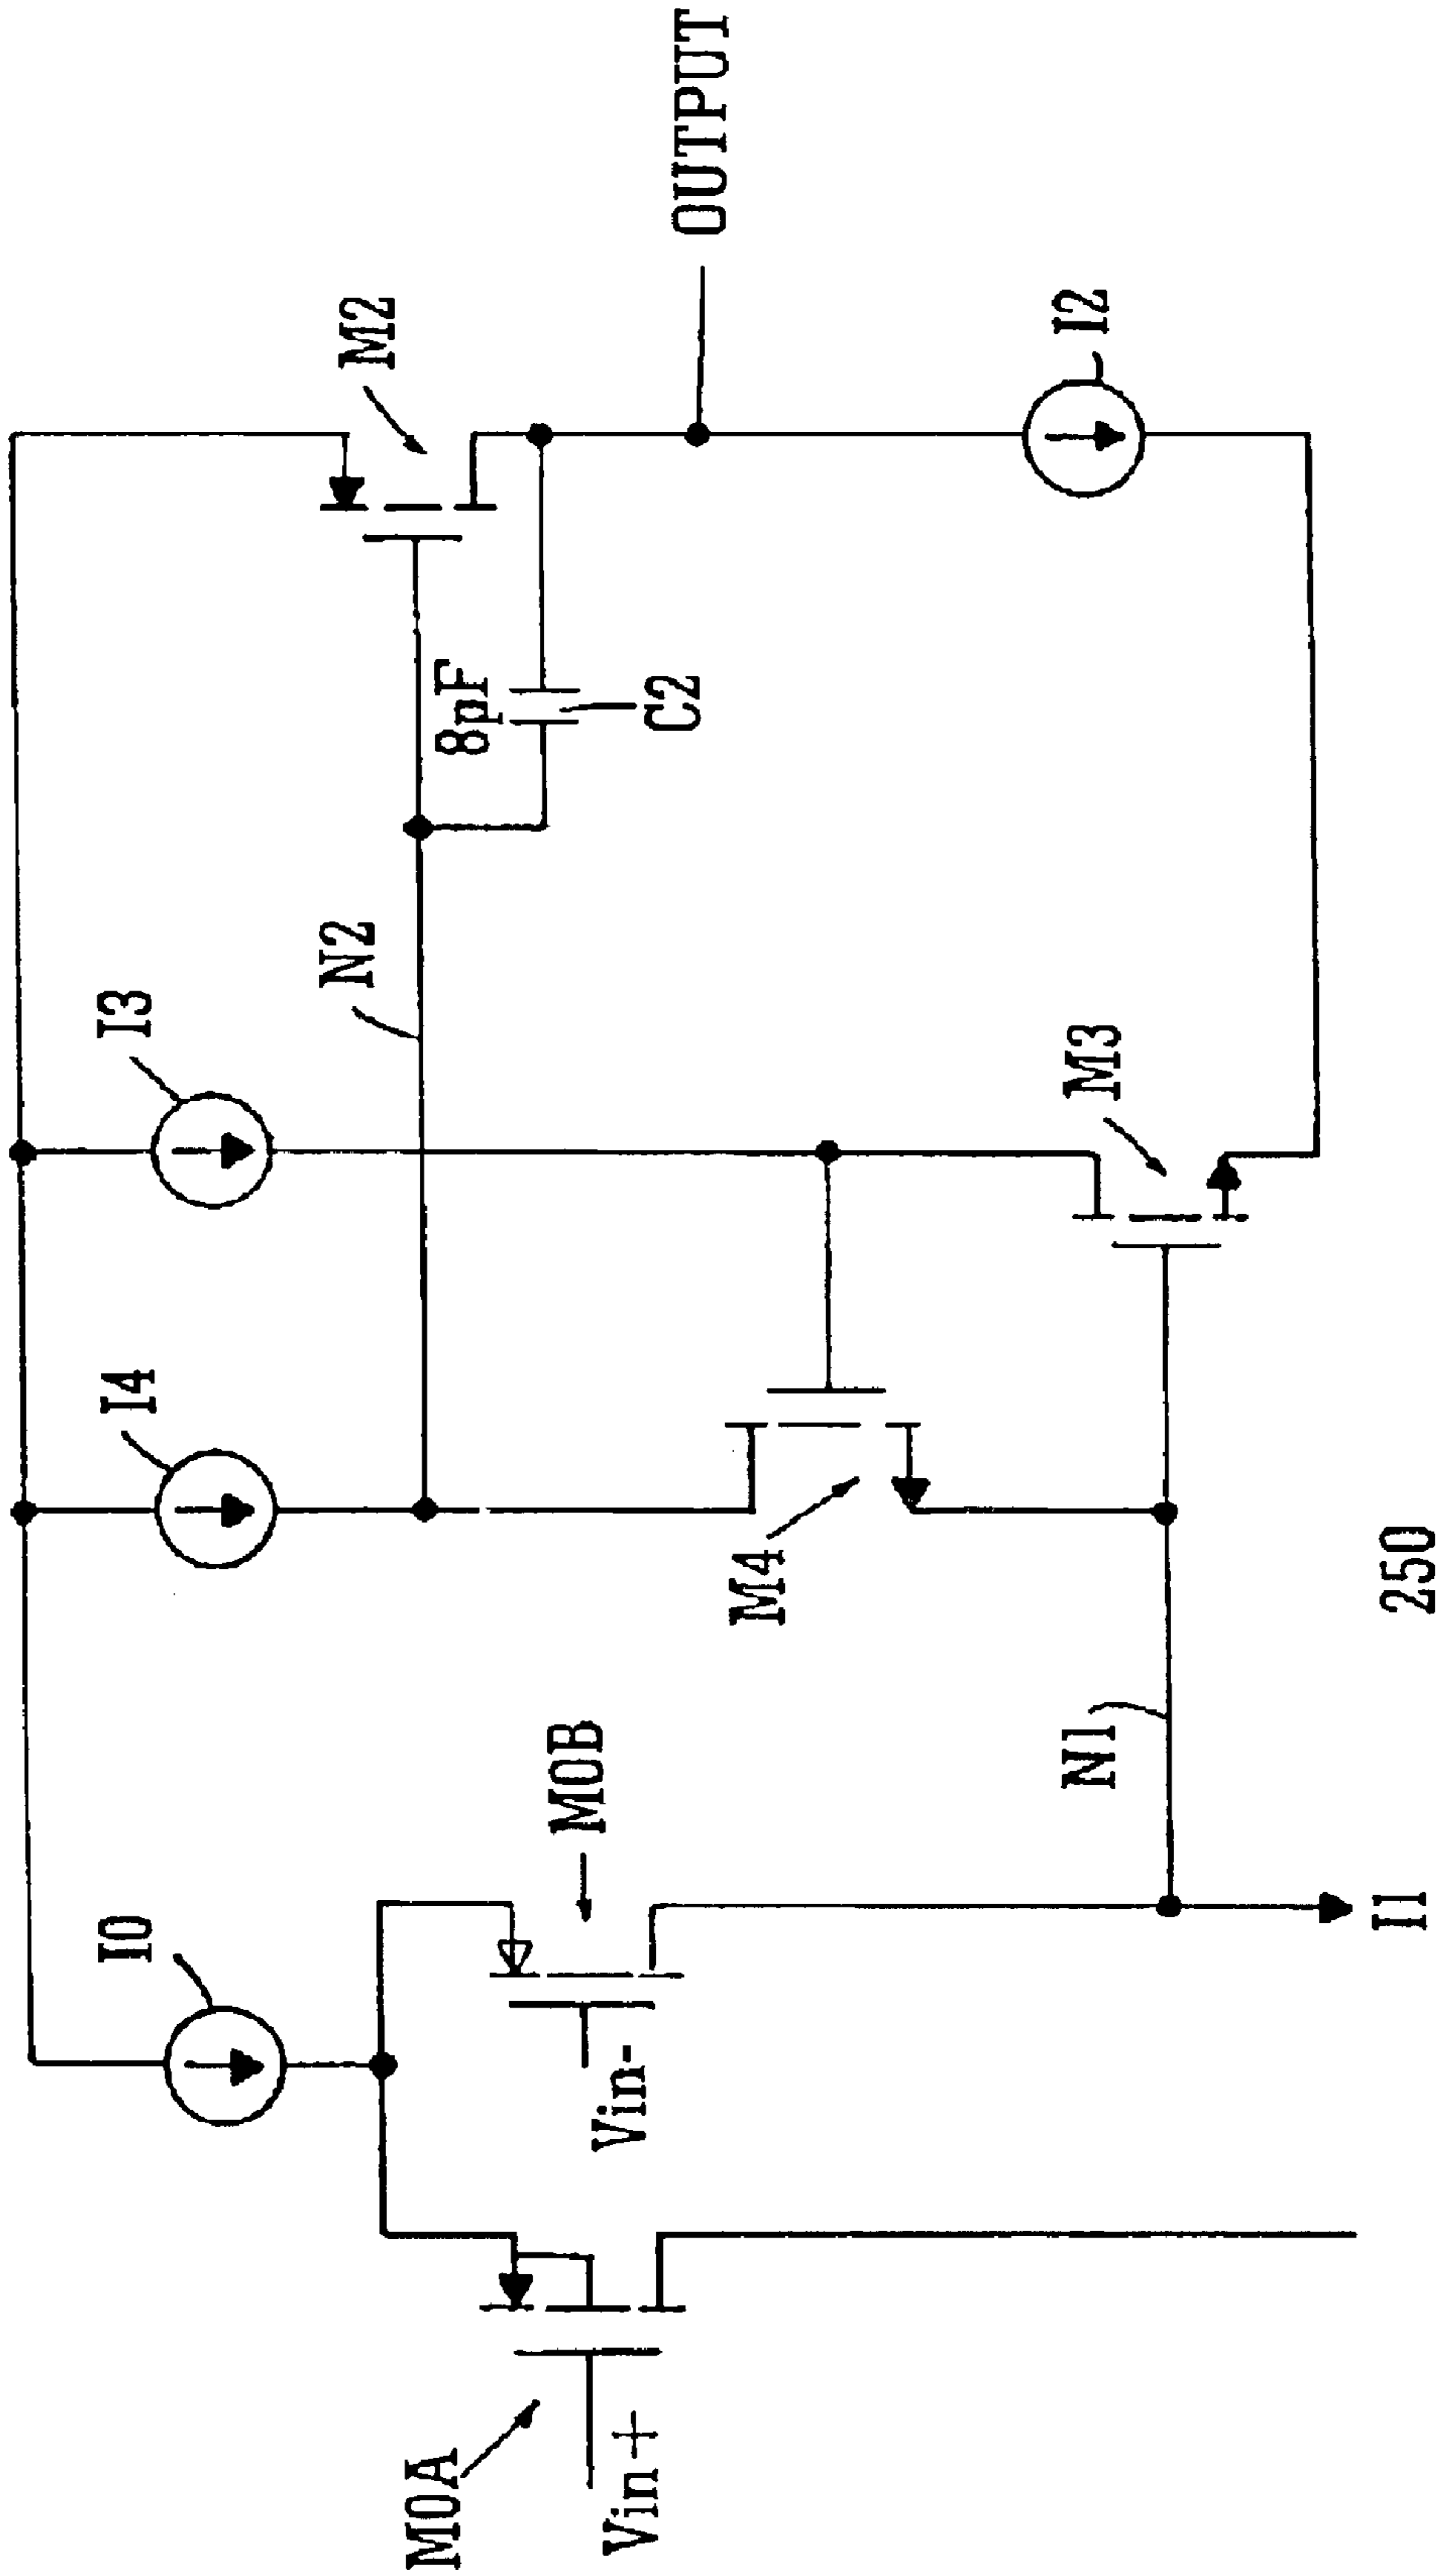 M0A
Vin+
I0
Vin-
M0B
N1
I1
I4
M4
I3
N2
M3
8pF
C2
M2
I2
OUTPUT
250